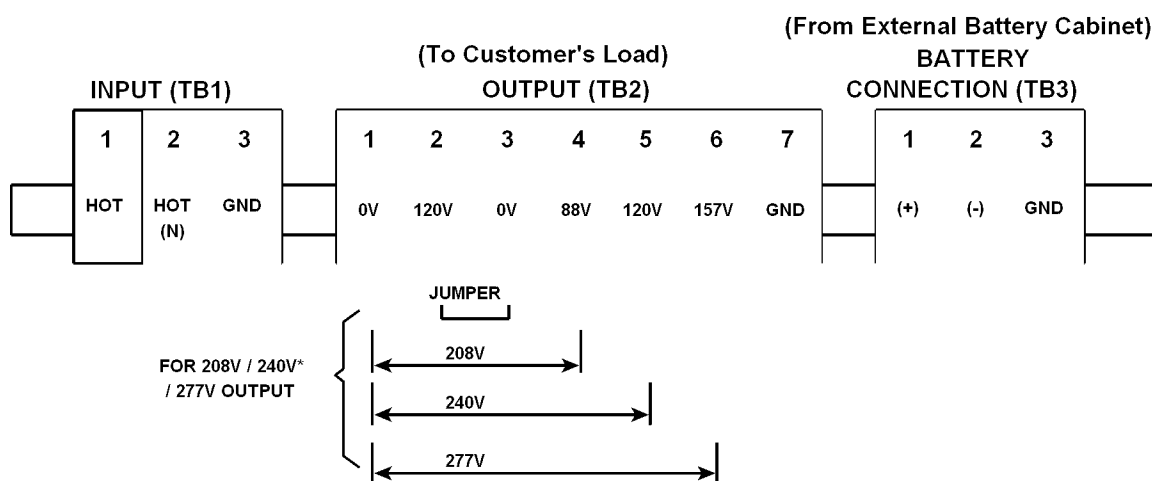 (From External Battery Cabinet)
(To Customer's Load)
BATTERY
INPUT (TB1)
OUTPUT (TB2)
CONNECTION (TB3)
1 2 3
1 2 3 4 5 6 7
1 2 3
HOT HOT GND
(N)
0V 120V 0V 88V 120V 157V GND
(+) (-) GND
JUMPER
FOR 208V / 240V*
/ 277V OUTPUT
208V
240V
277V